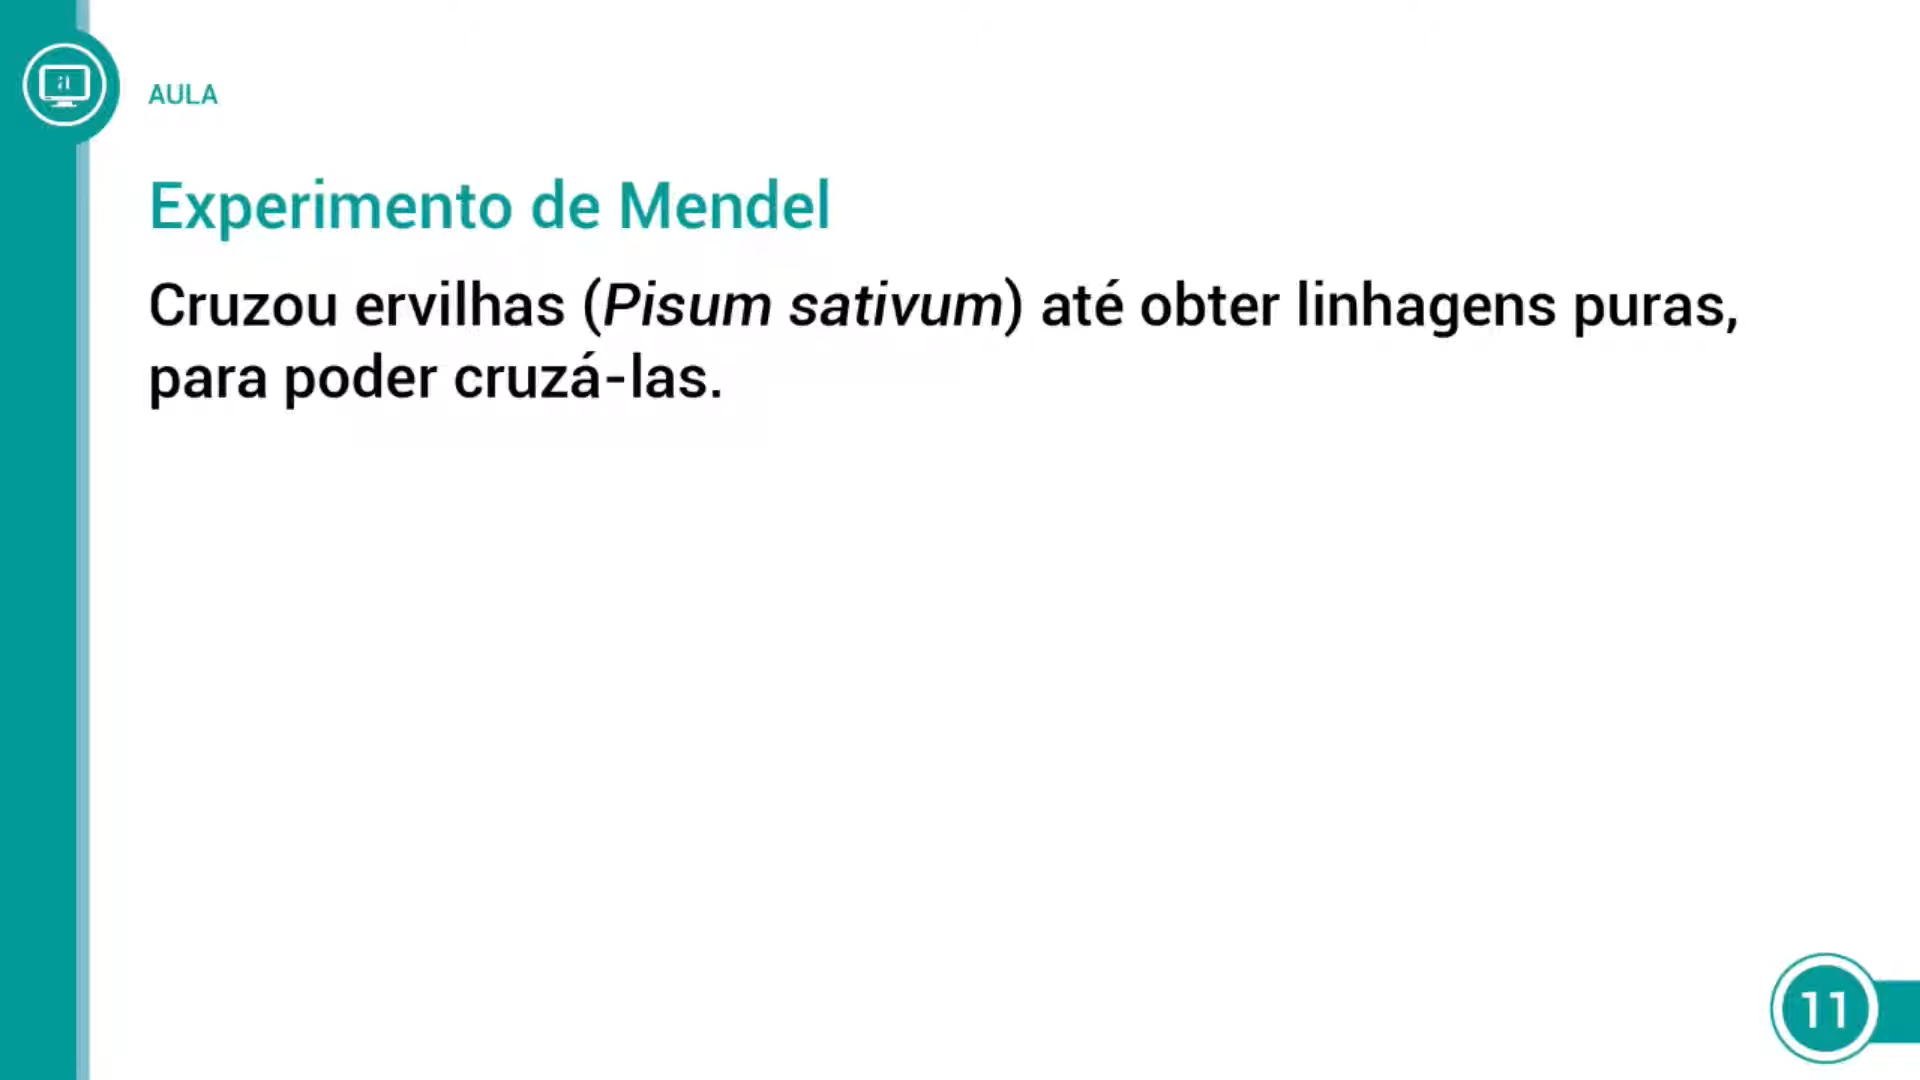 AULA
Experimento de Mendel
Cruzou ervilhas (Pisum sativum) até obter linhagens puras,
para poder cruzá-las.
11